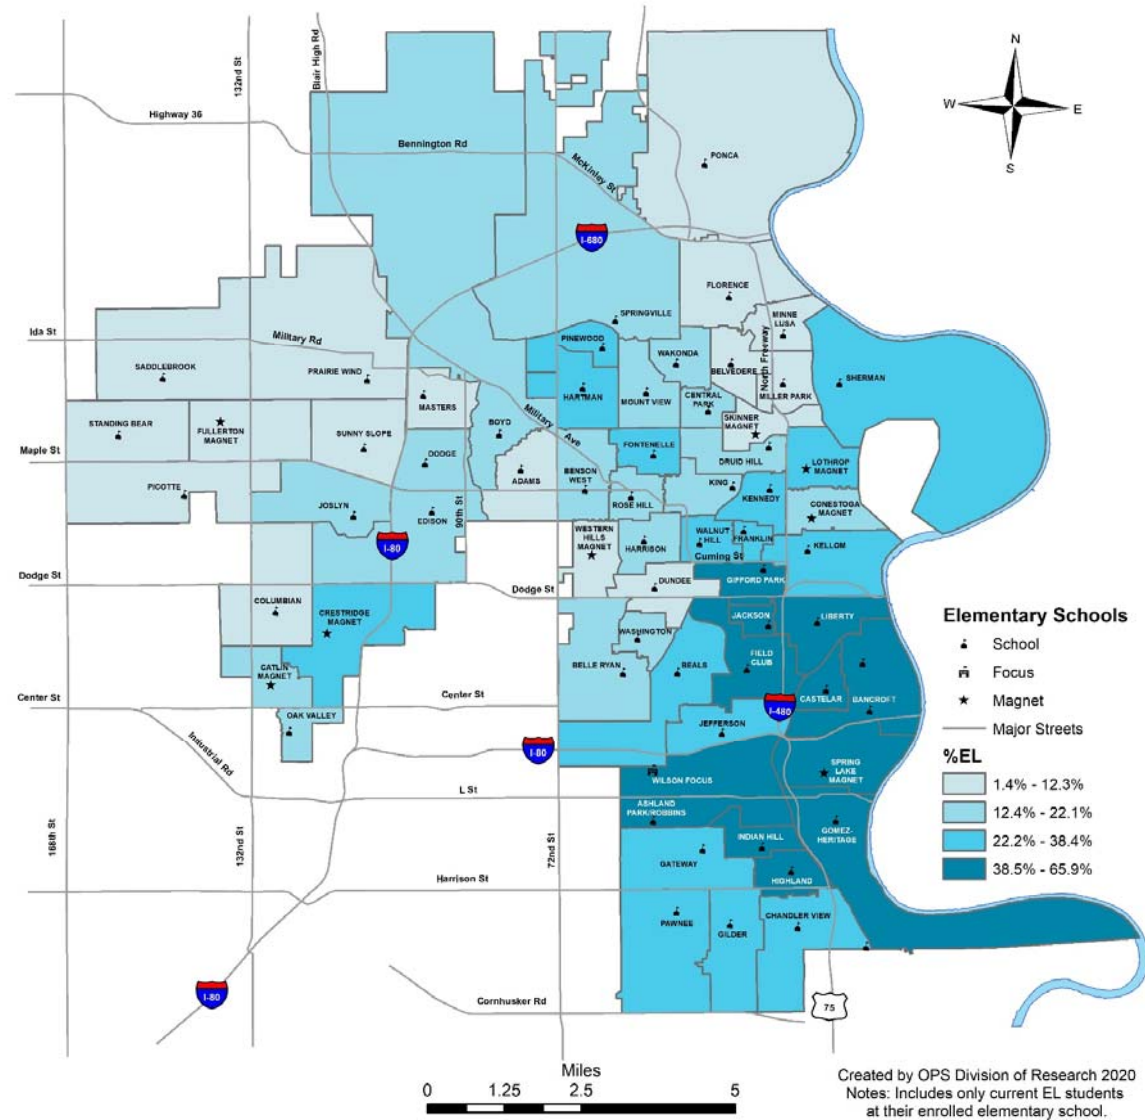 N
W
E
S
132nd St
Blair High Rd
Highway 36
Bennington Rd
McKinley St
PONCA
I-680
FLORENCE
MINNE
LUSA
SPRINGVILLE
Ida St
Military Rd
PINEWOOD
WAKONDA
North Freeway
BELVEDERE
SADDLEBROOK
PRAIRIE WIND
SHERMAN
MILLER PARK
MASTERS
HARTMAN
MOUNT VIEW
CENTRAL
PARK
STANDING BEAR
FULLERTON
MAGNET
SUNNY SLOPE
BOYD
Military
Ave
SKINNER
MAGNET
Maple St
DODGE
FONTENELLE
DRUID HILL
LOTHROP
MAGNET
ADAMS
BENSON
WEST
PICOTTE
KING
KENNEDY
JOSLYN
EDISON
90th St
ROSE HILL
CONESTOGA
MAGNET
WESTERN
HILLS
MAGNET
HARRISON
WALNUT
HILL
FRANKLIN
I-80
Cuming St
KELLOM
Dodge St
Dodge St
GIFFORD PARK
DUNDEE
COLUMBIAN
CRESTRIDGE
MAGNET
JACKSON
LIBERTY
WASHINGTON
FIELD
CLUB
BELLE RYAN
BEALS
CATLIN
MAGNET
Center St
Center St
CASTELAR
BANCROFT
OAK VALLEY
I-480
JEFFERSON
I-80
Industrial Rd
WILSON FOCUS
SPRING
LAKE
MAGNET
L St
ASHLAND
PARK/ROBBINS
168th St
132nd St
72nd St
INDIAN HILL
GOMEZ-
HERITAGE
GATEWAY
HIGHLAND
Harrison St
PAWNEE
GILDER
CHANDLER VIEW
I-80
Cornhusker Rd
75
Elementary Schools
School
Focus
Magnet
Major Streets
%EL
1.4% - 12.3%
12.4% - 22.1%
22.2% - 38.4%
38.5% - 65.9%
Miles
0 1.25 2.5 5
Created by OPS Division of Research 2020
Notes: Includes only current EL students
at their enrolled elementary school.